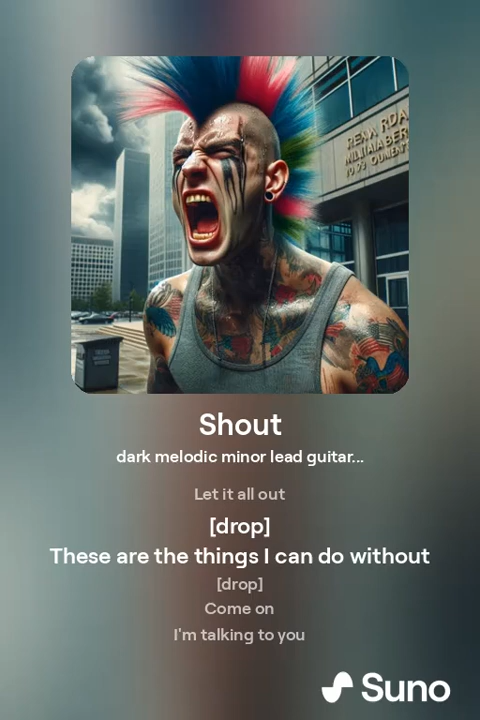 Shout
dark melodic minor lead guitar...
Let it all out
[drop]
These are the things I can do without
[drop]
Come on
I'm talking to you
Suno